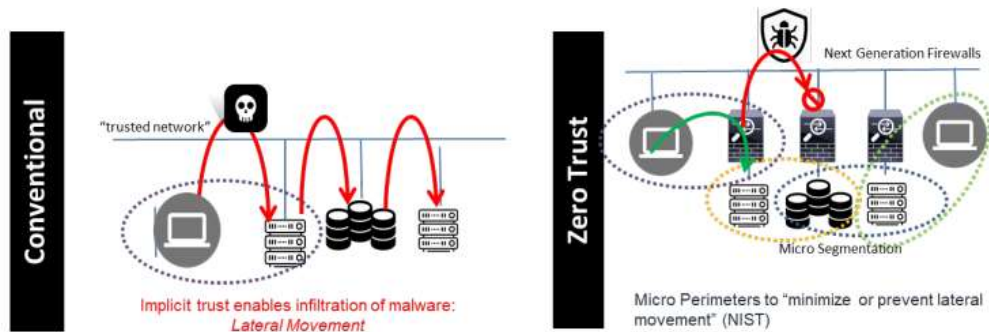 Conventional
"trusted network"
Implicit trust enables infiltration of malware:
Lateral Movement
Zero Trust
Next Generation Firewalls
Micro Segmentation
Micro Perimeters to "minimize or prevent lateral
movement" (NIST)